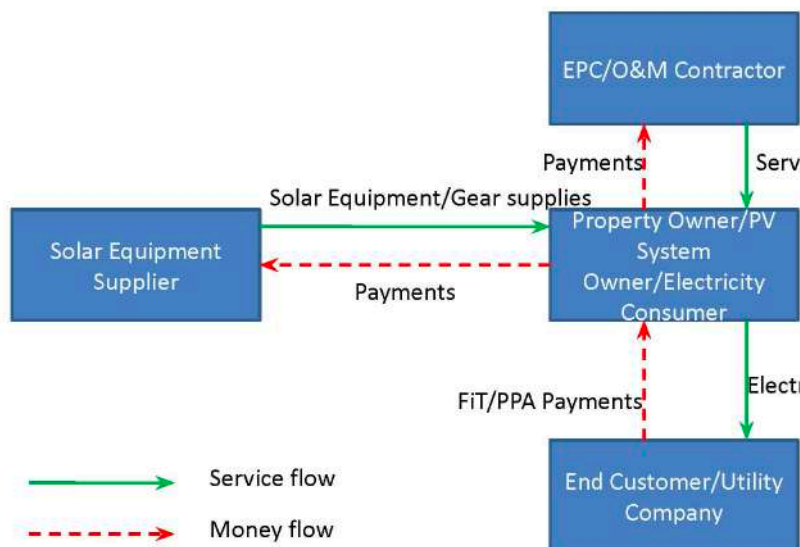 EPC/O&M Contractor
Payments
Solar Equipment/Gear supplies
Solar Equipment
Supplier
Property Owner/PV
System
Owner/Electricity
Consumer
Payments
FiT/PPA Payments
End Customer/Utility
Company
Service flow
Money flow